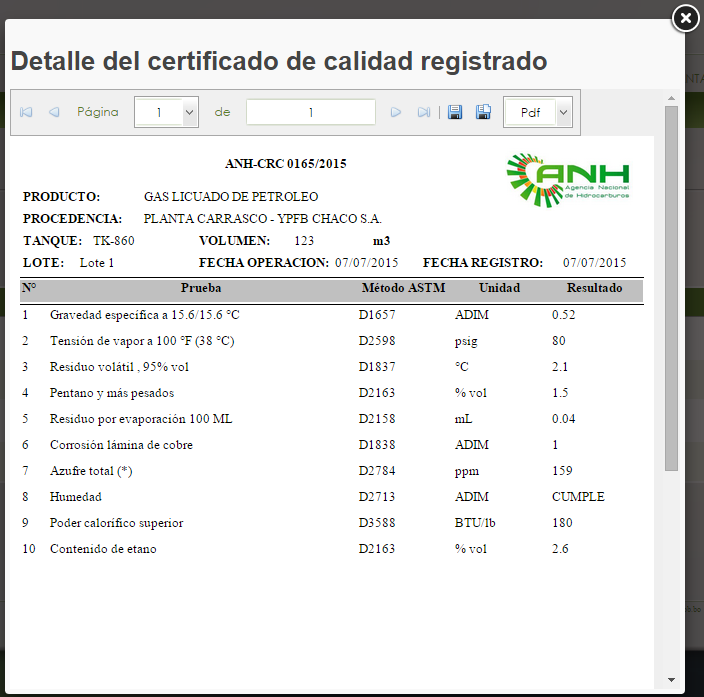 Detalle del certificado de calidad registrado
Página 1 de 1 Pdf
ANH-CRC 0165/2015
ANH
Agencia Nacional
de Hidrocarburos
PRODUCTO: GAS LICUADO DE PETROLEO
PROCEDENCIA: PLANTA CARRASCO - YPFB CHACO S.A.
TANQUE: TK-860 VOLUMEN: 123 m3
LOTE: Lote 1 FECHA OPERACION: 07/07/2015 FECHA REGISTRO: 07/07/2015
Nº Prueba Método ASTM Unidad Resultado
1 Gravedad específica a 15.6/15.6 °C D1657 ADIM 0.52
2 Tensión de vapor a 100 °F (38 °C) D2598 psig 80
3 Residuo volátil , 95% vol D1837 °C 2.1
4 Pentano y más pesados D2163 % vol 1.5
5 Residuo por evaporación 100 ML D2158 mL 0.04
6 Corrosión lámina de cobre D1838 ADIM 1
7 Azufre total (*) D2784 ppm 159
8 Humedad D2713 ADIM CUMPLE
9 Poder calorífico superior D3588 BTU/lb 180
10 Contenido de etano D2163 % vol 2.6